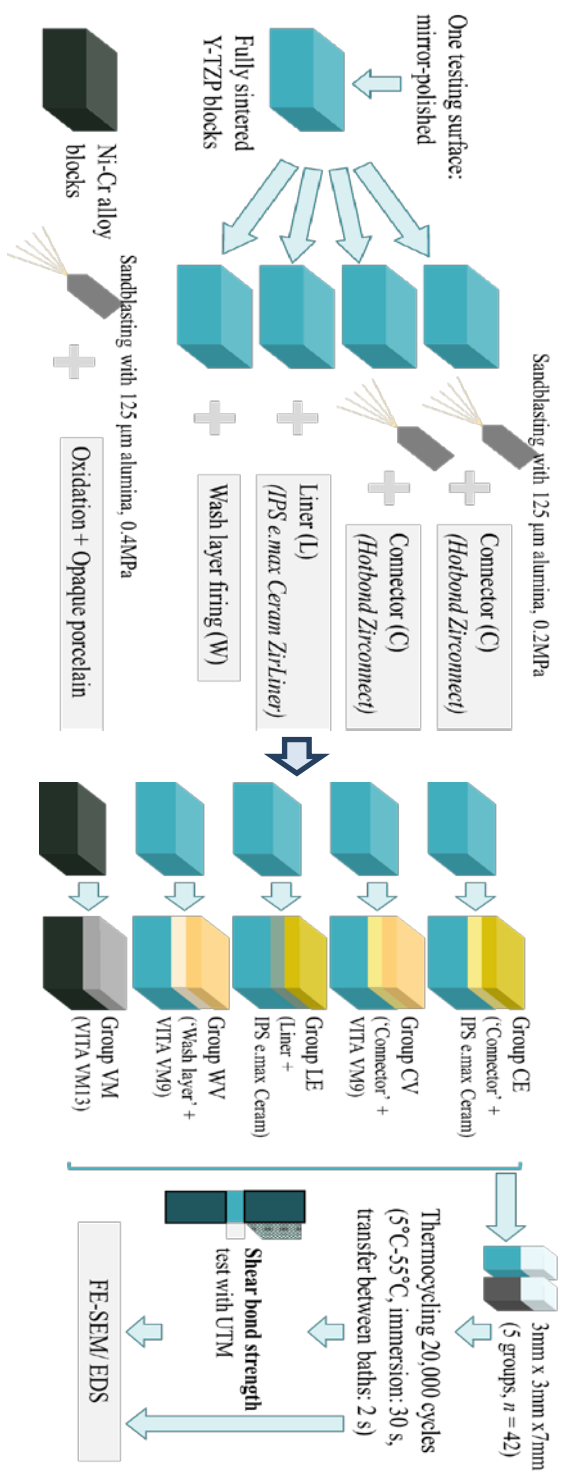 One testing surface:
mirror-polished
Fully sintered
Y-TZP blocks
Sandblasting with 125 µm alumina, 0.2MPa
Connector (C)
(Hotbond Zirconnect)
Connector (C)
(Hotbond Zirconnect)
Liner (L)
(IPS e.max Ceram ZirLiner)
Wash layer firing (W)
Ni-Cr alloy
blocks
Sandblasting with 125 µm alumina, 0.4MPa
Oxidation + Opaque porcelain
Group CE
(‘Connector’ +
IPS e.max Ceram)
Group CV
(‘Connector’ +
VITA VM9)
Group LE
(Liner +
IPS e.max Ceram)
Group WV
(‘Wash layer’ +
VITA VM9)
Group VM
(VITA VM13)
3mm x 3mm x7mm
(5 groups, n = 42)
Thermocycling 20,000 cycles
(5°C-55°C, immersion: 30 s,
transfer between baths: 2 s)
Shear bond strength
test with UTM
FE-SEM/ EDS